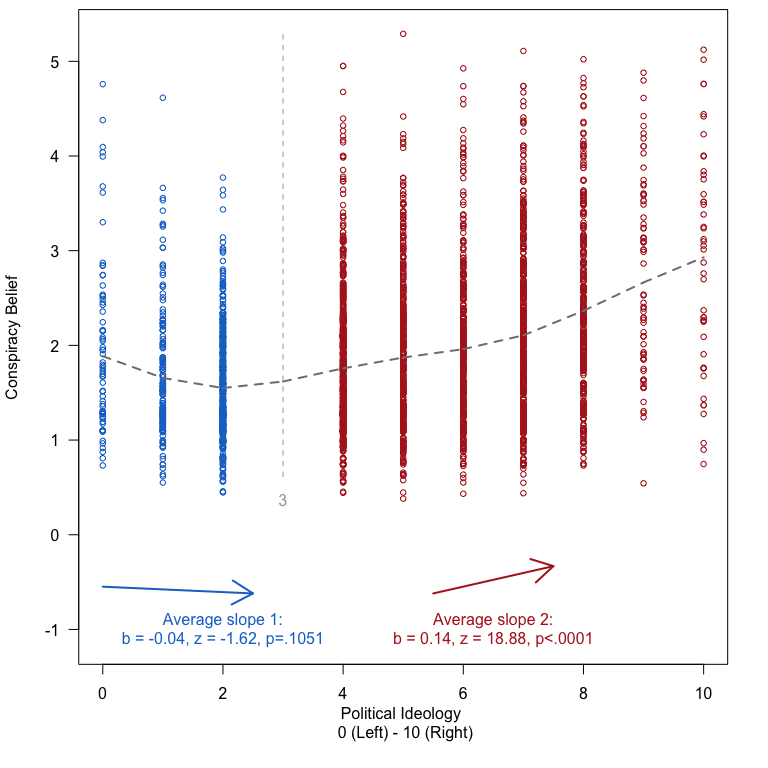 5
4
3
2
1
0
-1
Conspiracy Belief
3
Average slope 1:
b = -0.04, z = -1.62, p=.1051
Average slope 2:
b = 0.14, z = 18.88, p<.0001
0 2 4 6 8 10
Political Ideology
0 (Left) - 10 (Right)